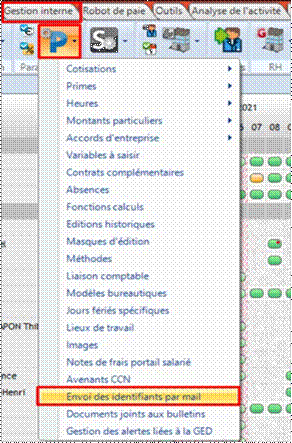 Gestion interne Robot de paie Outils Analyse de l'activité
P S G
Para RH
2021
06 07 08
Cotisations
Primes
Heures
Montants particuliers
Accords d'entreprise
Variables à saisir
Contrats complémentaires
Absences
Fonctions calculs
Editions historiques
Masques d'édition
Méthodes
Liaison comptable
Modèles bureautiques
Jours fériés spécifiques
Lieux de travail
Images
Notes de frais portail salarié
Avenants CCN
Envoi des identifiants par mail
Documents joints aux bulletins
Gestion des alertes liées à la GED
PON Thi
nce
Henri